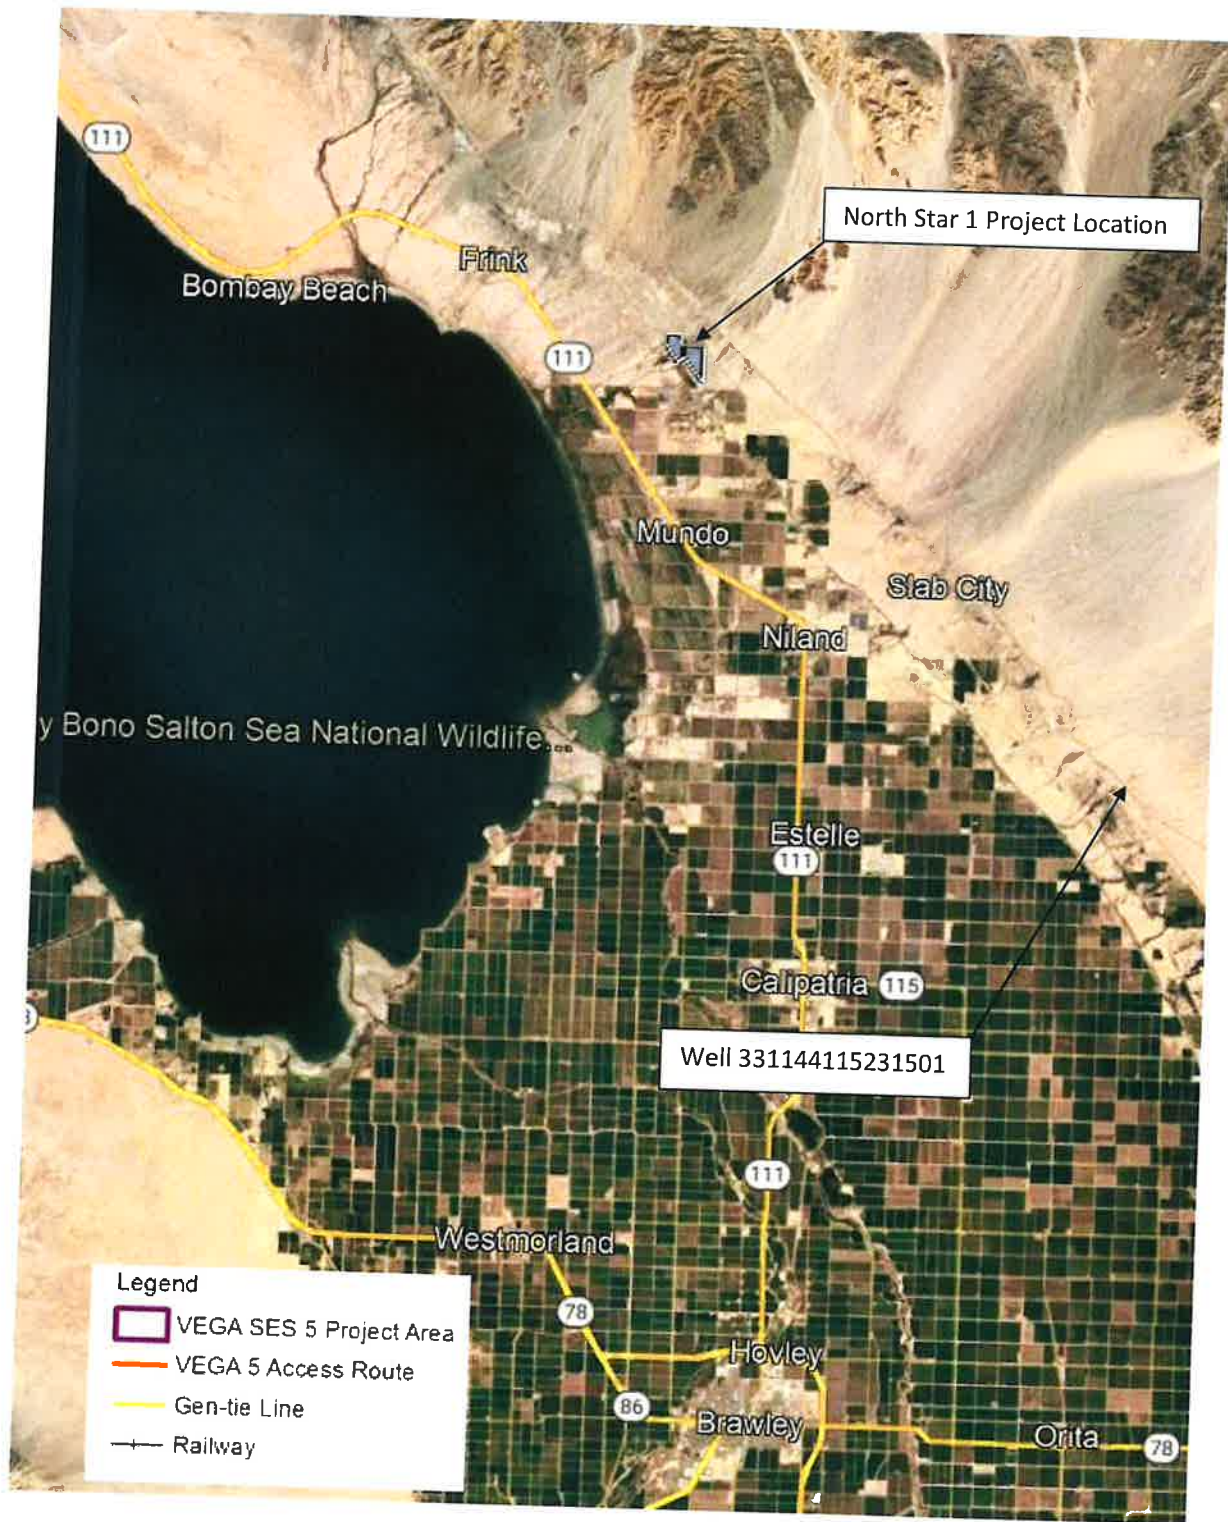 111
North Star 1 Project Location
Frink
Bombay Beach
111
Mundo
Slab City
Niland
y Bono Salton Sea National Wildlife...
Estelle
111
Calipatria 115
Well 331144115231501
111
Westmorland
78
Hovley
86
Brawley
Orita
78
Legend
VEGA SES 5 Project Area
VEGA 5 Access Route
Gen-tie Line
Railway